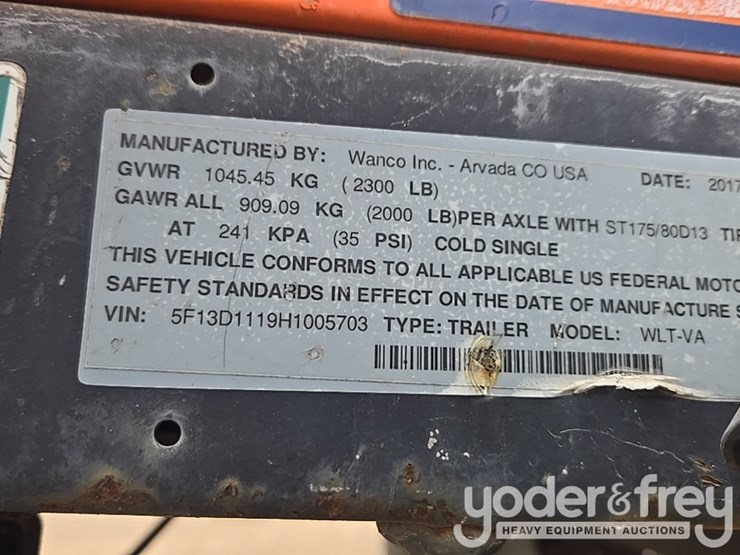 MANUFACTURED BY: Wanco Inc. - Arvada CO USA DATE: 2017
GVWR 1045.45 KG ( 2300 LB)
GAWR ALL 909.09 KG (2000 LB)PER AXLE WITH ST175/80D13
AT 241 KPA (35 PSI) COLD SINGLE
THIS VEHICLE CONFORMS TO ALL APPLICABLE US FEDERAL
SAFETY STANDARDS IN EFFECT ON THE DATE OF MANUFACTURE
VIN: 5F13D1119H1005703 TYPE: TRAILER MODEL: WLT-VA
yoder&frey
HEAVY EQUIPMENT AUCTIONS